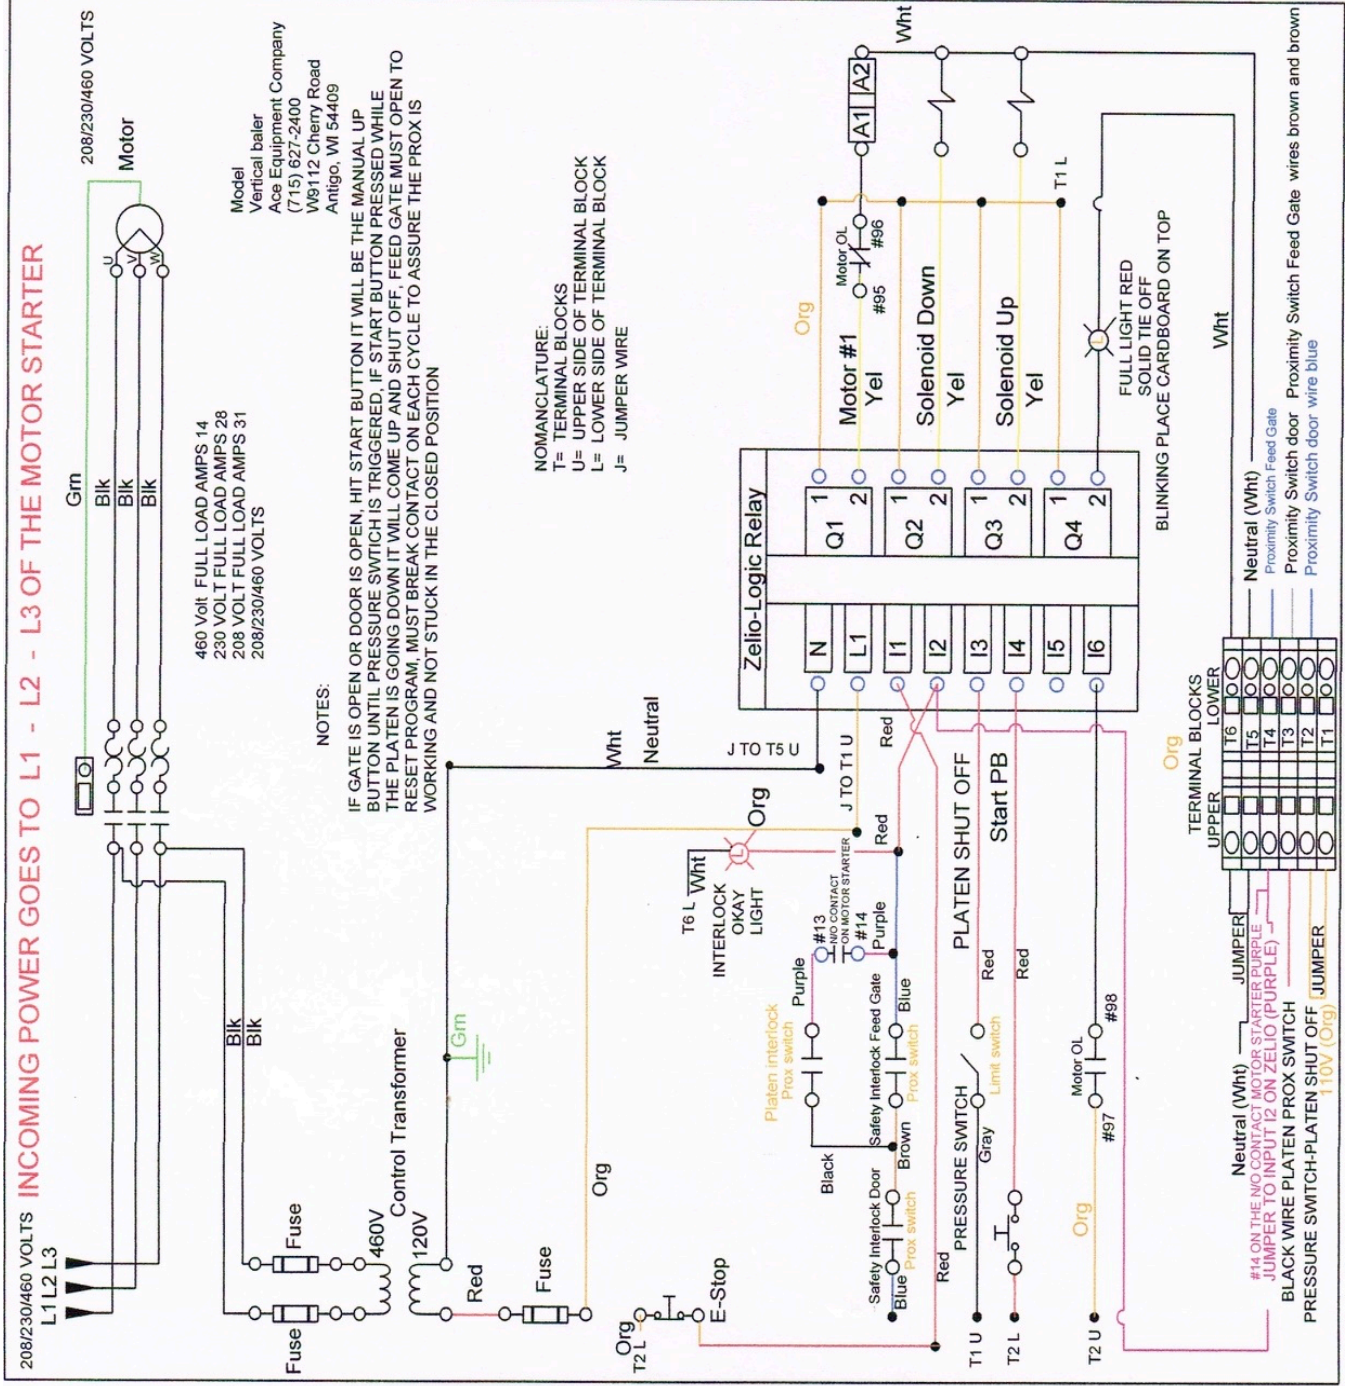 INCOMING POWER GOES TO L1 - L2 - L3 OF THE MOTOR STARTER
208/230/460 VOLTS
L1 L2 L3
Grn
Blk
Blk
Blk
U
V
W
208/230/460 VOLTS
Motor
Model
Vertical baler
Ace Equipment Company
(715) 627-2400
W9112 Cherry Road
Antigo, WI 54409
460 Volt FULL LOAD AMPS 14
230 VOLT FULL LOAD AMPS 28
208 VOLT FULL LOAD AMPS 31
208/230/460 VOLTS
Blk
Blk
Fuse
Fuse
460V
Control Transformer
120V
Grn
Red
Fuse
Org
NOTES:
IF GATE IS OPEN OR DOOR IS OPEN, HIT START BUTTON IT WILL BE THE MANUAL UP
BUTTON UNTIL PRESSURE SWTICH IS TRIGGERED, IF START BUTTON PRESSED WHILE
THE PLATEN IS GOING DOWN IT WILL COME UP AND SHUT OFF, FEED GATE MUST OPEN TO
RESET PROGRAM, MUST BREAK CONTACT ON EACH CYCLE TO ASSURE THE PROX IS
WORKING AND NOT STUCK IN THE CLOSED POSITION
NOMANCLATURE:
T= TERMINAL BLOCKS
U= UPPER SIDE OF TERMINAL BLOCK
L= LOWER SIDE OF TERMINAL BLOCK
J= JUMPER WIRE
Wht
Neutral
J TO T5 U
J TO T1 U
Org
T2 L
E-Stop
T6 L
Wht
Org
L
INTERLOCK
OKAY
LIGHT
Red
Red
Zelio-Logic Relay
N
L1
I1
I2
I3
I4
I5
I6
Q1
1
2
Q2
1
2
Q3
1
2
Q4
1
2
Org
Motor #1
Yel
Motor OL
#95
#96
A1
A2
Wht
Solenoid Down
Yel
Solenoid Up
Yel
T1 L
L
FULL LIGHT RED
SOLID TIE OFF
BLINKING PLACE CARDBOARD ON TOP
Wht
Platen interlock
Prox switch
Purple
#13
N/O CONTACT
ON MOTOR STARTER
#14
Purple
Black
Safety Interlock Door
Prox switch
Blue
Brown
Safety Interlock Feed Gate
Prox switch
Blue
Red
PLATEN SHUT OFF
PRESSURE SWITCH
T1 U
Gray
Limit switch
Red
Start PB
T2 L
Red
T2 U
Org
#97
Motor OL
#98
Org
TERMINAL BLOCKS
UPPER LOWER
T6
T5
T4
T3
T2
T1
Neutral (Wht)
Proximity Switch Feed Gate
Proximity Switch door Proximity Switch Feed Gate wires brown and brown
Proximity Switch door wire blue
JUMPER
Neutral (Wht)
#14 ON THE N/O CONTACT MOTOR STARTER PURPLE
JUMPER TO INPUT I2 ON ZELIO (PURPLE)
BLACK WIRE PLATEN PROX SWITCH
PRESSURE SWITCH-PLATEN SHUT OFF
JUMPER
110V (Org)